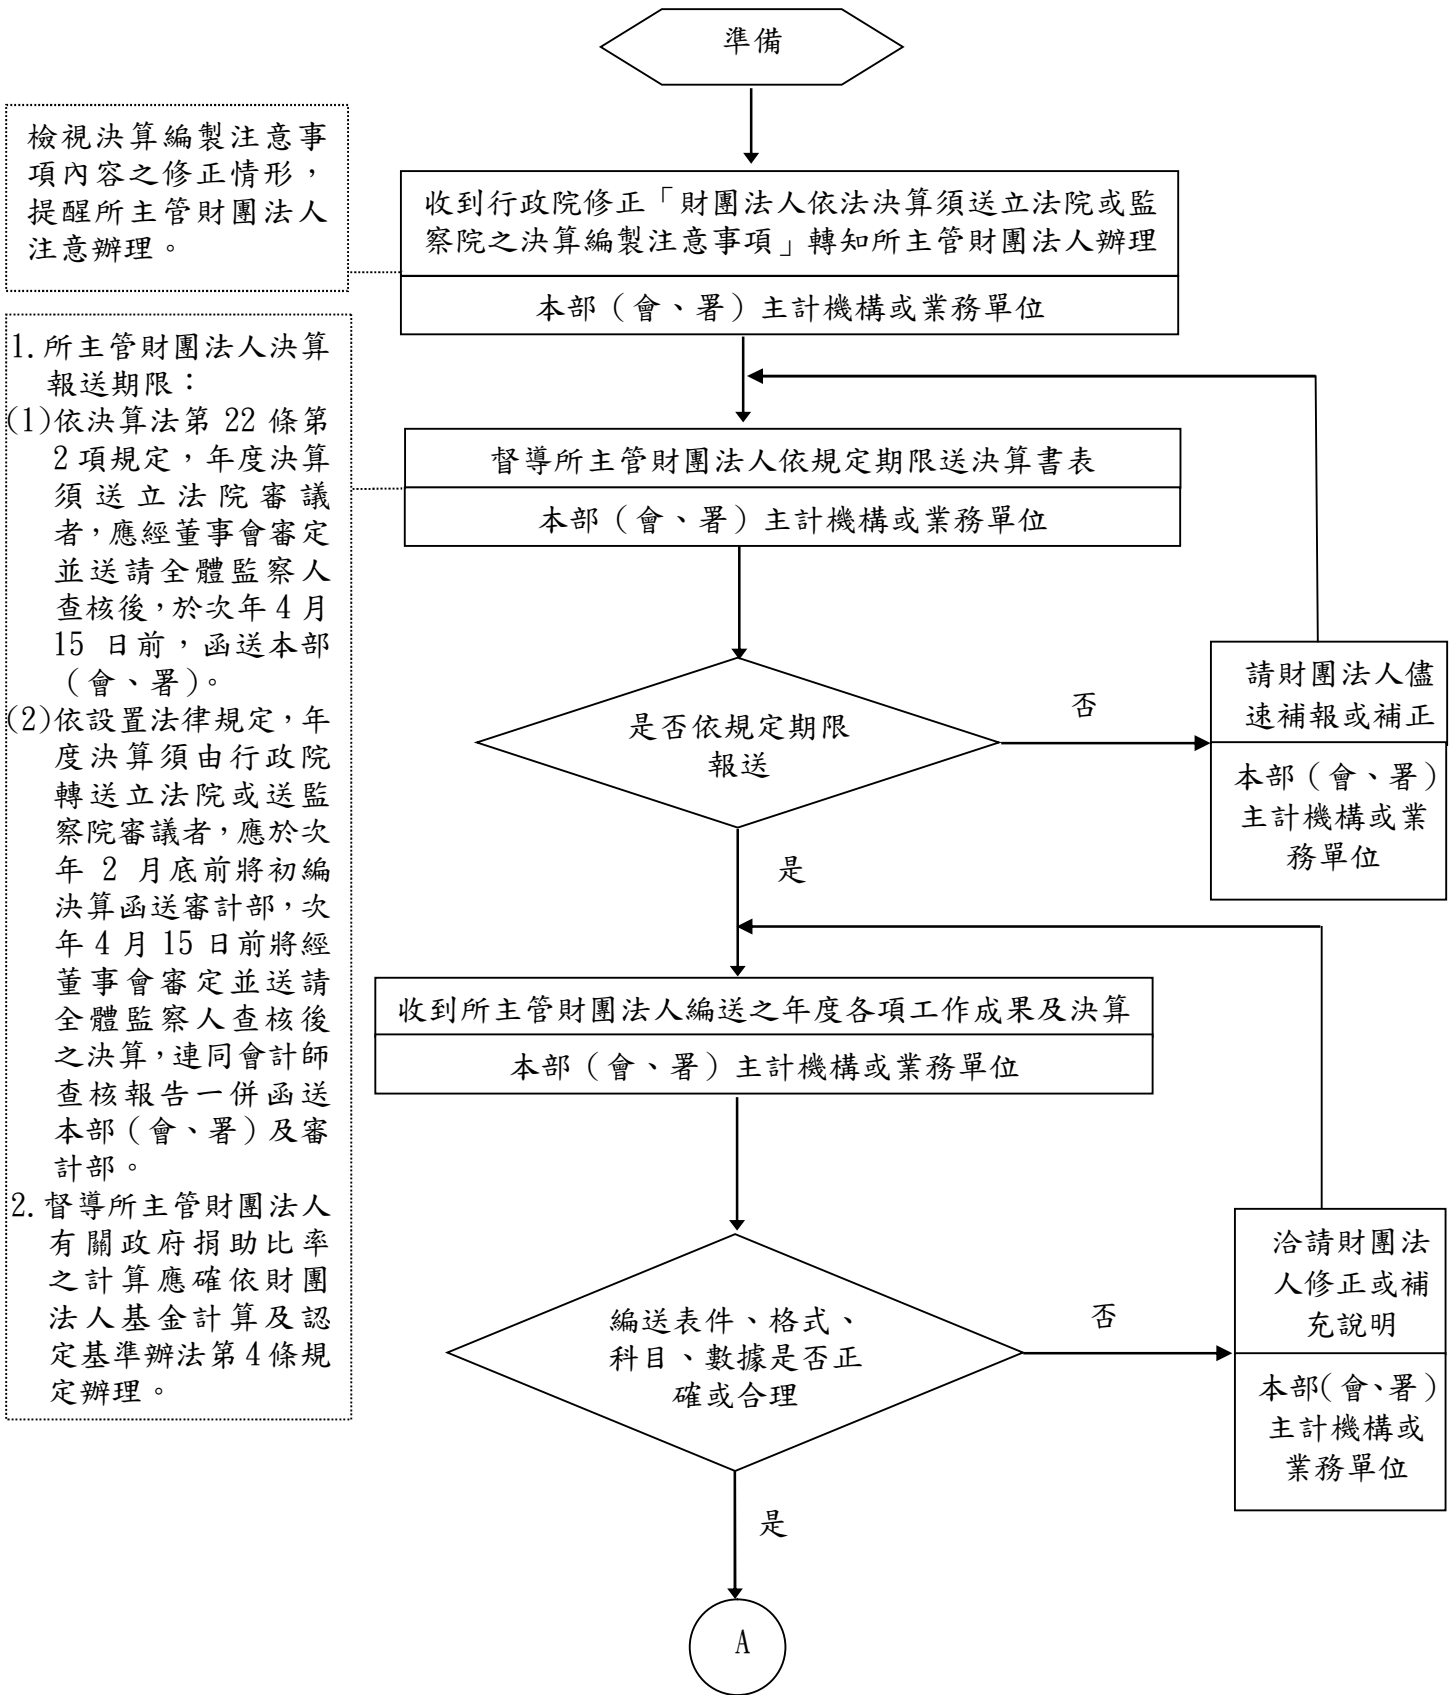 準備
檢視決算編製注意事
項內容之修正情形，
提醒所主管財團法人
注意辦理。
收到行政院修正「財團法人依法決算須送立法院或監
察院之決算編製注意事項」轉知所主管財團法人辦理
本部（會、署）主計機構或業務單位
1.所主管財團法人決算
報送期限：
(1)依決算法第 22 條第
2 項規定，年度決算
須送立法院審議
者，應經董事會審定
並送請全體監察人
查核後，於次年 4 月
15 日前，函送本部
（會、署）。
(2)依設置法律規定，年
度決算須由行政院
轉送立法院或送監
察院審議者，應於次
年 2 月底前將初編
決算函送審計部，次
年 4 月 15 日前將經
董事會審定並送請
全體監察人查核後
之決算，連同會計師
查核報告一併函送
本部（會、署）及審
計部。
2.督導所主管財團法人
有關政府捐助比率
之計算應確依財團
法人基金計算及認
定基準辦法第 4 條規
定辦理。
督導所主管財團法人依規定期限送決算書表
本部（會、署）主計機構或業務單位
是否依規定期限
報送
否
請財團法人儘
速補報或補正
本部（會、署）
主計機構或業
務單位
是
收到所主管財團法人編送之年度各項工作成果及決算
本部（會、署）主計機構或業務單位
編送表件、格式、
科目、數據是否正
確或合理
否
洽請財團法
人修正或補
充說明
本部（會、署）
主計機構或
業務單位
是
A